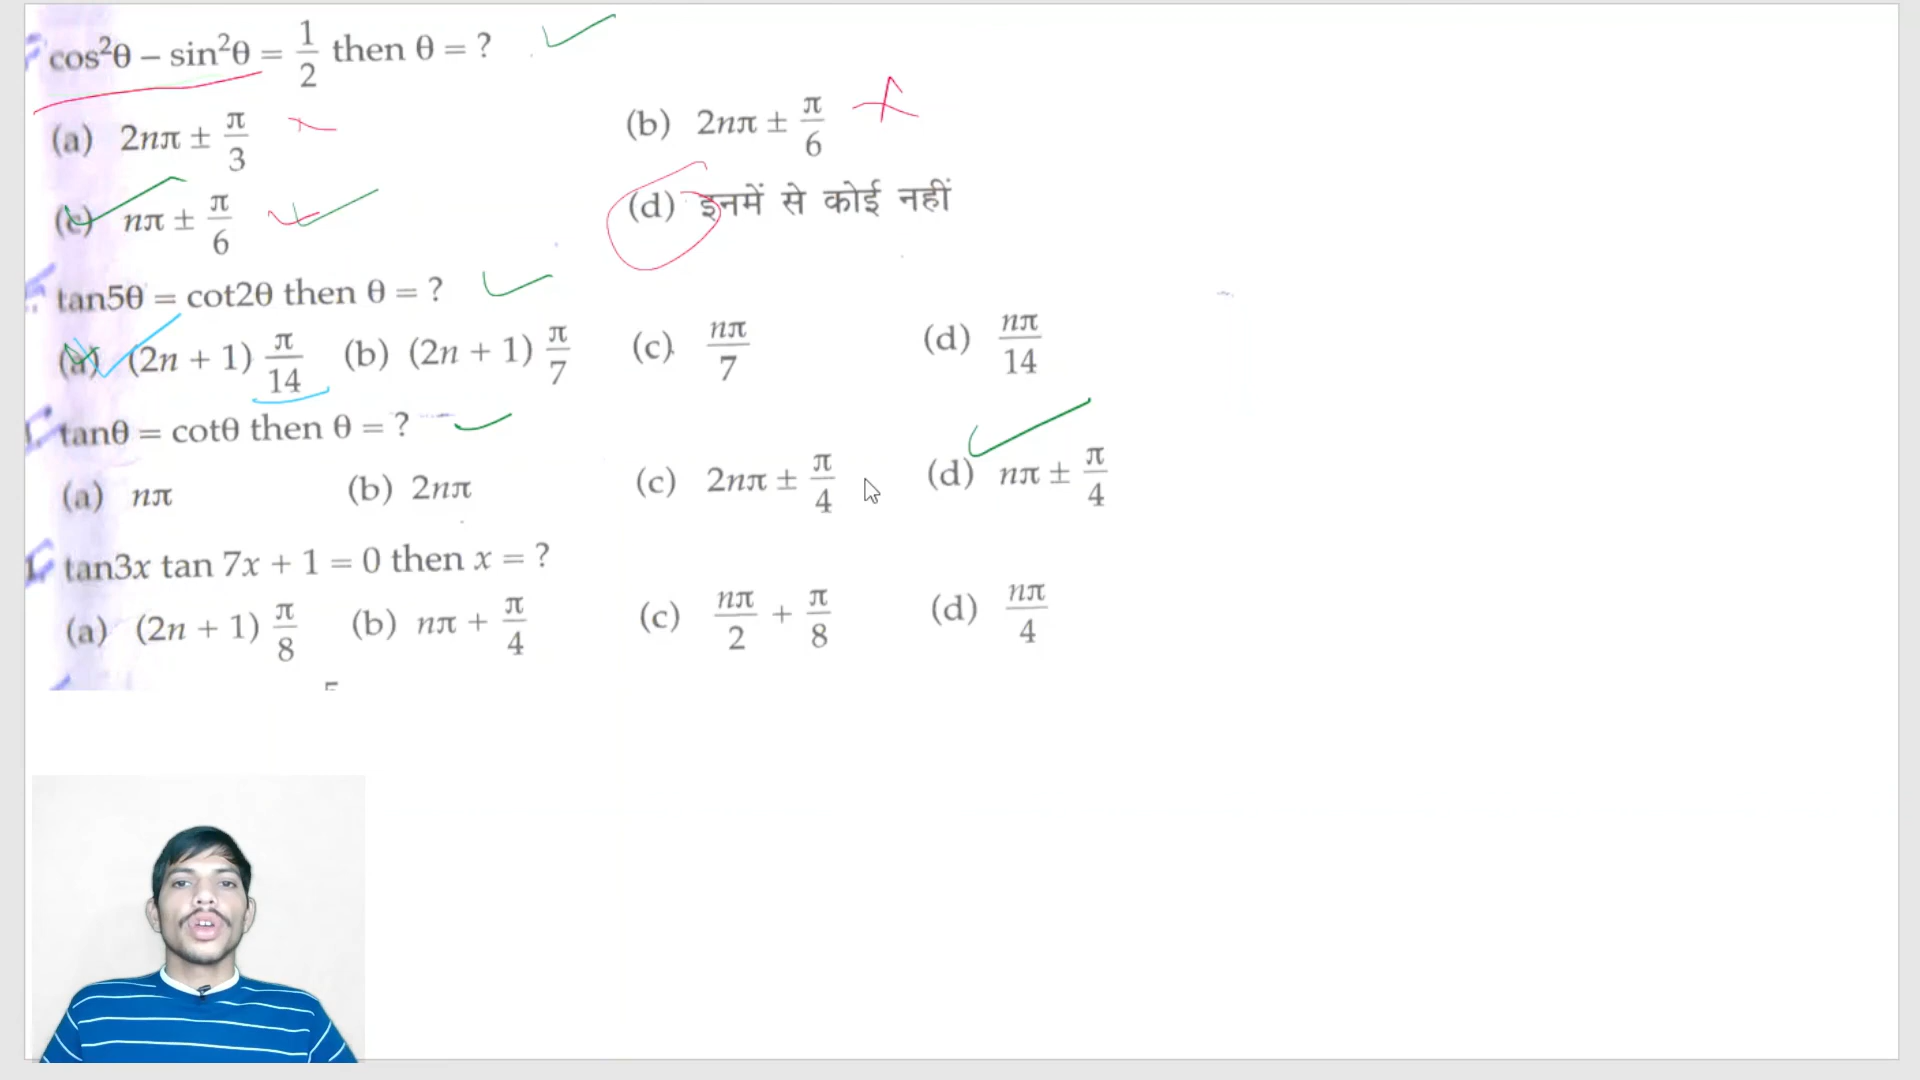 cos²θ – sin²θ = 1/2 then θ = ?
(a) 2nπ ± π/3 (b) 2nπ ± π/6
(c) nπ ± π/6 (d) इनमें से कोई नहीं
tan5θ = cot2θ then θ = ?
(a) (2n + 1) π/14 (b) (2n + 1) π/7 (c) nπ/7 (d) nπ/14
tanθ = cotθ then θ = ?
(a) nπ (b) 2nπ (c) 2nπ ± π/4 (d) nπ ± π/4
tan3x tan 7x + 1 = 0 then x = ?
(a) (2n + 1) π/8 (b) nπ + π/4 (c) nπ/2 + π/8 (d) nπ/4